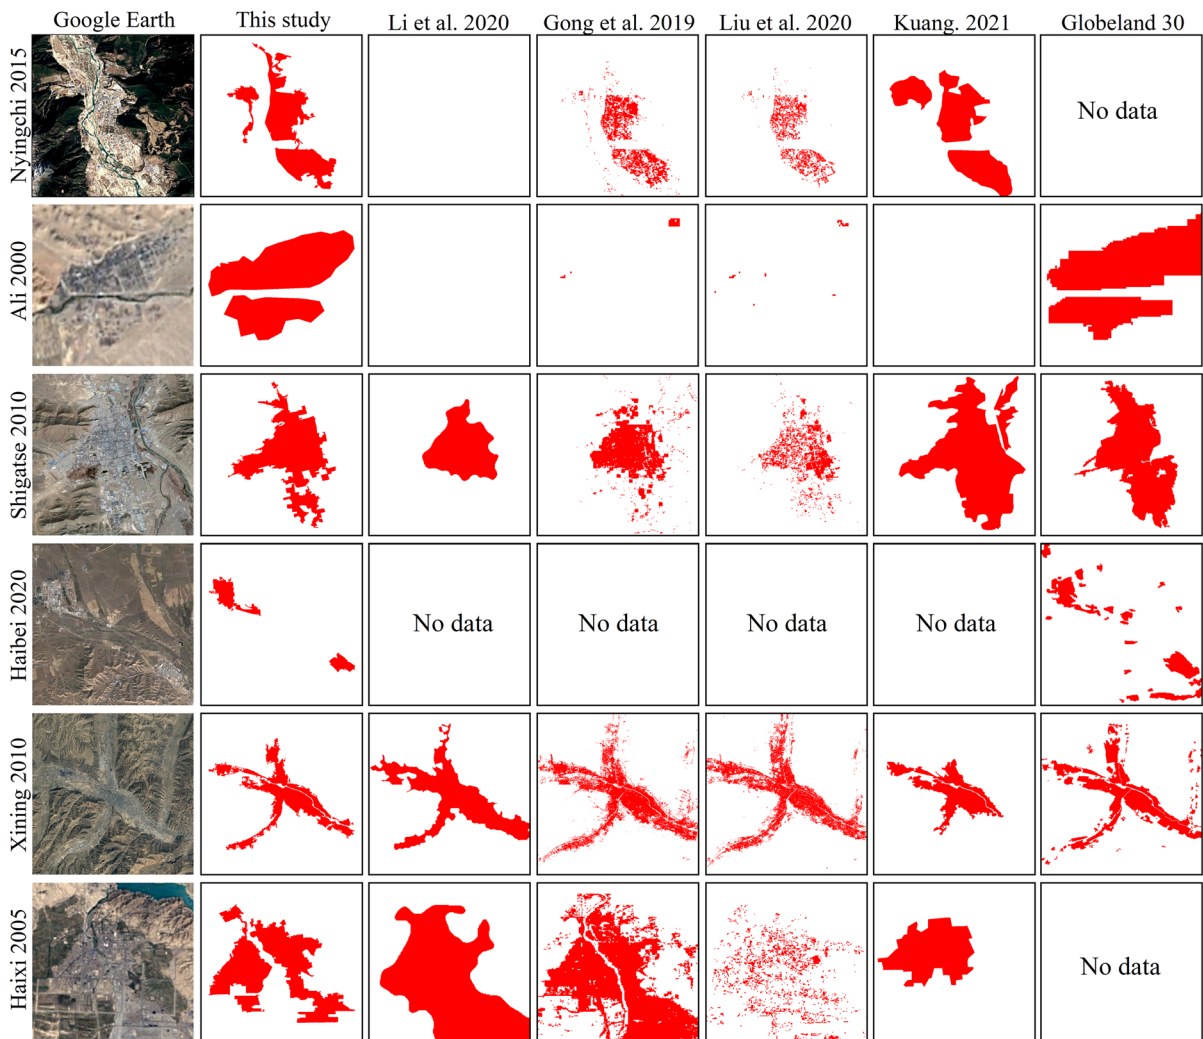 Google Earth This study Li et al. 2020 Gong et al. 2019 Liu et al. 2020 Kuang. 2021 Globeland 30
Nyingchi 2015
No data
Ali 2000
Shigatse 2010
Haibei 2020
No data No data No data No data
Xining 2010
Haixi 2005
No data